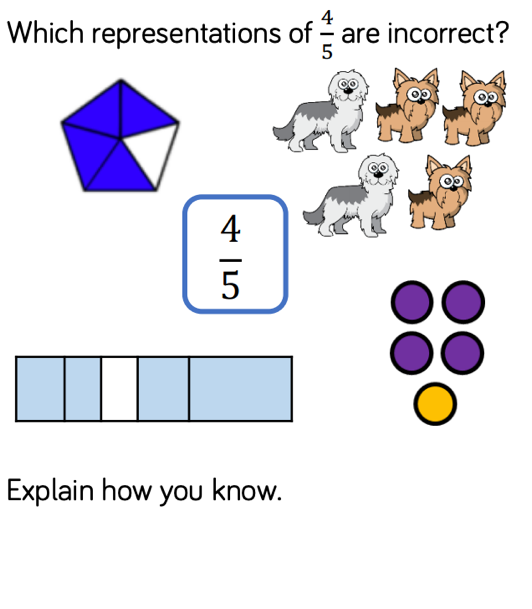 Which representations of 4/5 are incorrect?
4
5
Explain how you know.